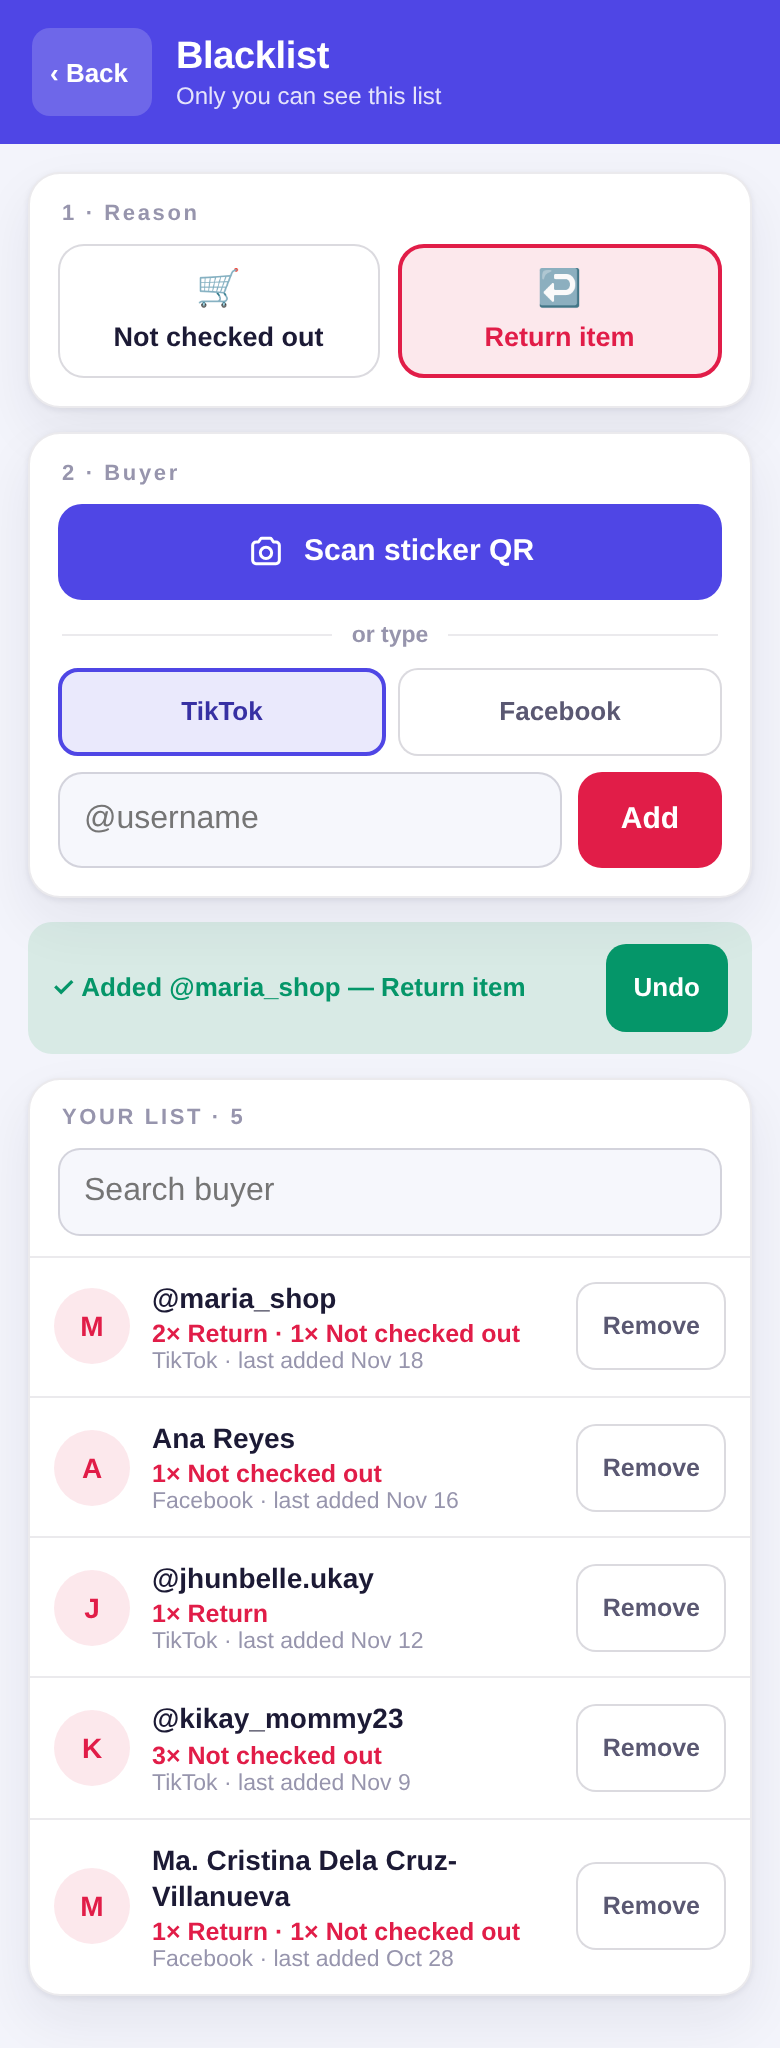 ‹ Back
Blacklist
Only you can see this list
1 · Reason
Not checked out
Return item
2 · Buyer
Scan sticker QR
or type
TikTok
Facebook
@username
Add
✓ Added @maria_shop — Return item
Undo
YOUR LIST · 5
Search buyer
M
@maria_shop
2× Return · 1× Not checked out
TikTok · last added Nov 18
Remove
A
Ana Reyes
1× Not checked out
Facebook · last added Nov 16
Remove
J
@jhunbelle.ukay
1× Return
TikTok · last added Nov 12
Remove
K
@kikay_mommy23
3× Not checked out
TikTok · last added Nov 9
Remove
M
Ma. Cristina Dela Cruz-
Villanueva
1× Return · 1× Not checked out
Facebook · last added Oct 28
Remove